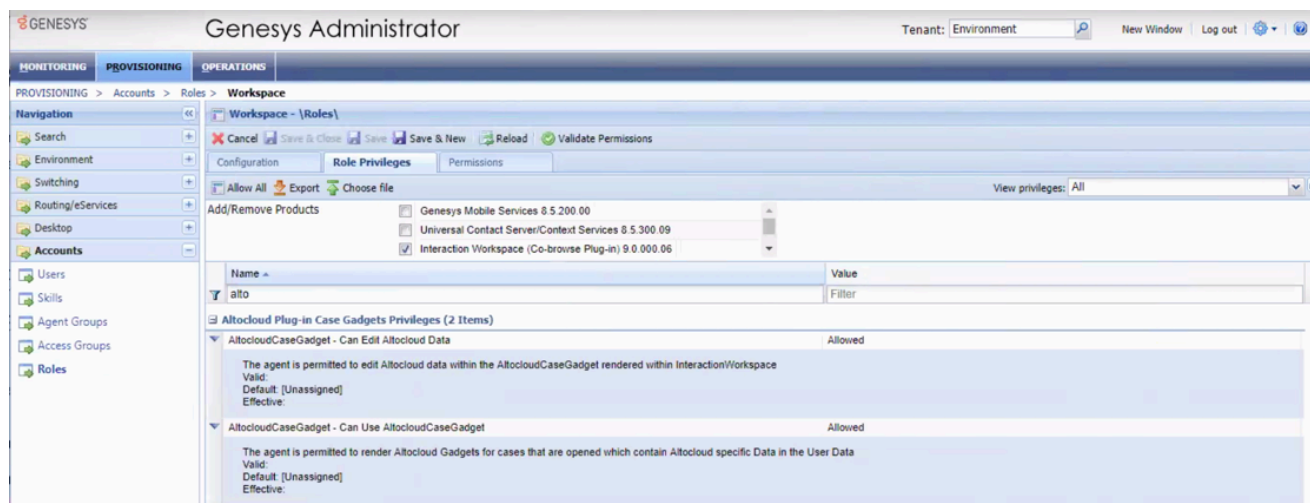 GENESYS
Genesys Administrator
Tenant: Environment
New Window | Log out
MONITORING PROVISIONING OPERATIONS
PROVISIONING > Accounts > Roles > Workspace
Navigation
Workspace - \Roles\
Search
Cancel Save & Close Save Save & New Reload Validate Permissions
Environment
Configuration Role Privileges Permissions
Switching
Allow All Export Choose file
View privileges: All
Routing/eServices
Add/Remove Products
Genesys Mobile Services 8.5.200.00
Desktop
Universal Contact Server/Context Services 8.5.300.09
Accounts
Interaction Workspace (Co-browse Plug-in) 9.0.000.06
Users
Name Value
Skills
alto Filter
Agent Groups
Altocloud Plug-in Case Gadgets Privileges (2 Items)
Access Groups
AltocloudCaseGadget - Can Edit Altocloud Data Allowed
Roles
The agent is permitted to edit Altocloud data within the AltocloudCaseGadget rendered within InteractionWorkspace
Valid:
Default: [Unassigned]
Effective:
AltocloudCaseGadget - Can Use AltocloudCaseGadget Allowed
The agent is permitted to render Altocloud Gadgets for cases that are opened which contain Altocloud specific Data in the User Data
Valid:
Default: [Unassigned]
Effective: